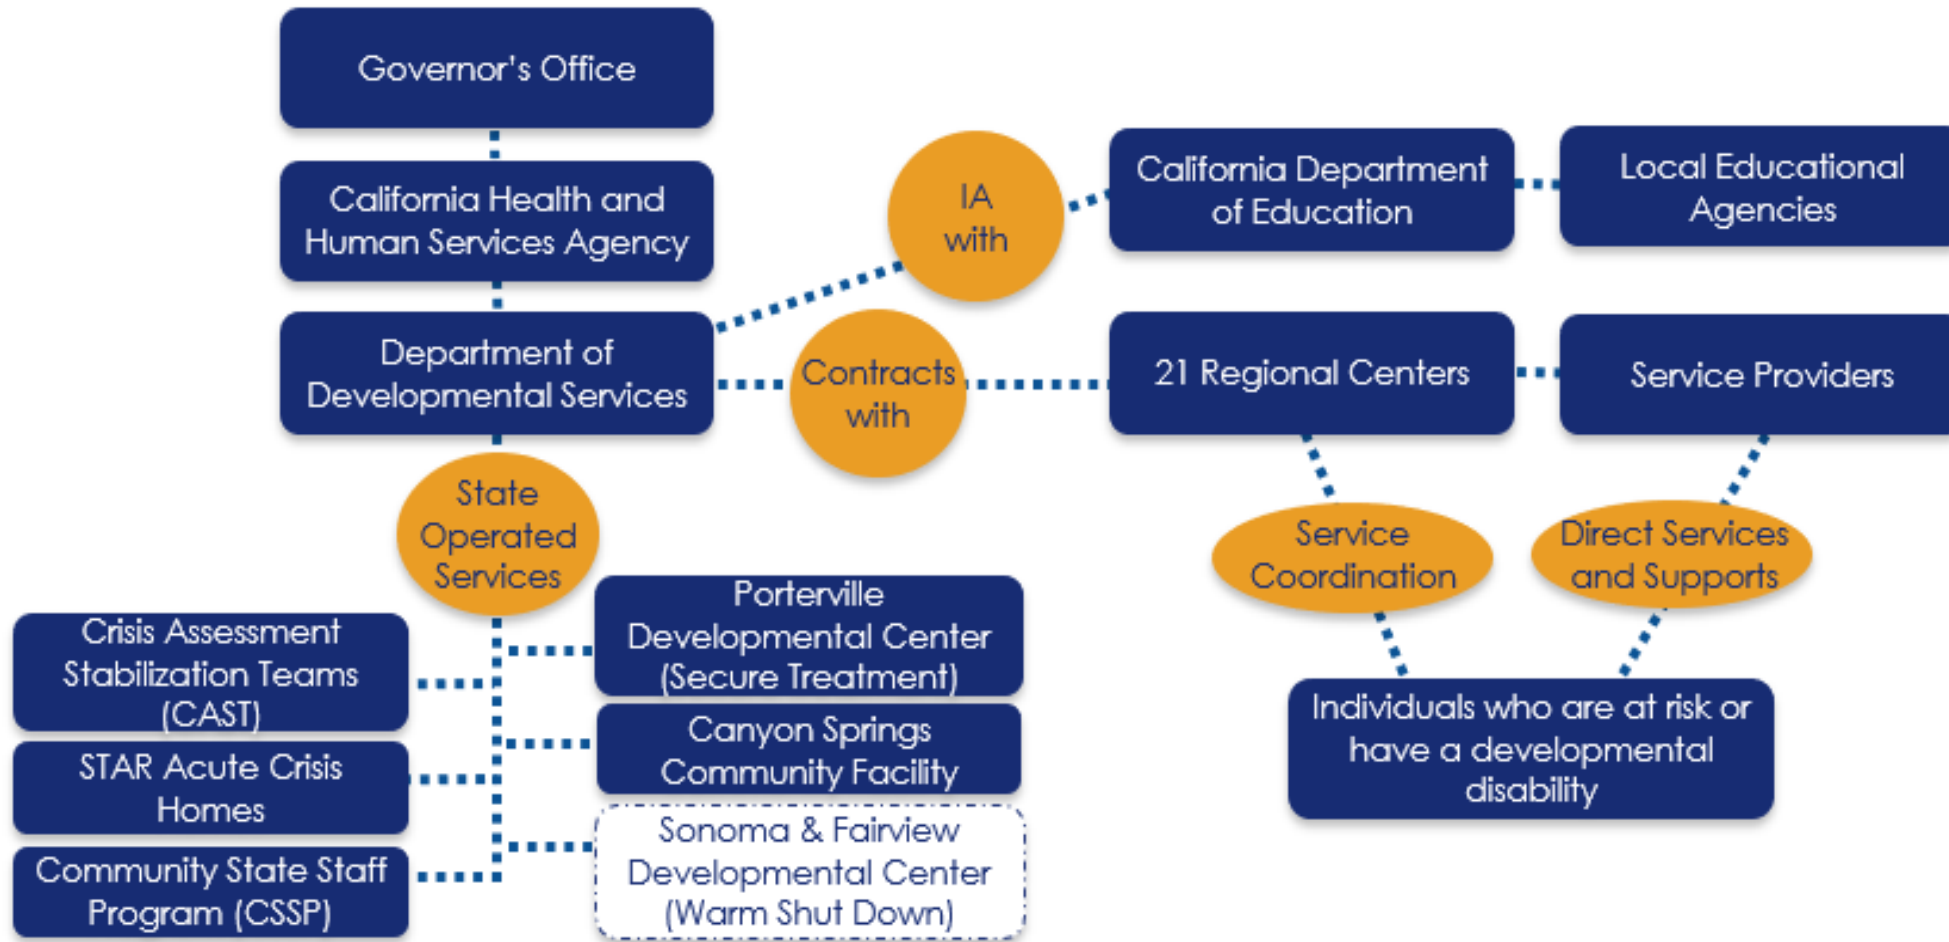 Governor's Office
California Health and
Human Services Agency
Department of
Developmental Services
IA
with
California Department
of Education
Local Educational
Agencies
Contracts
with
21 Regional Centers
Service Providers
Service
Coordination
Direct Services
and Supports
Individuals who are at risk or
have a developmental
disability
State
Operated
Services
Crisis Assessment
Stabilization Teams
(CAST)
STAR Acute Crisis
Homes
Community State Staff
Program (CSSP)
Porterville
Developmental Center
(Secure Treatment)
Canyon Springs
Community Facility
Sonoma & Fairview
Developmental Center
(Warm Shut Down)